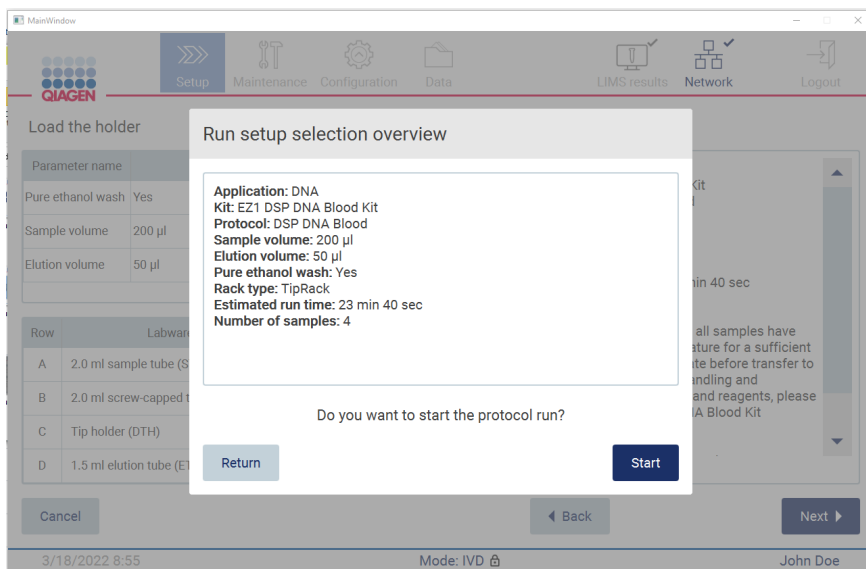 MainWindow
QIAGEN
Setup
Maintenance
Configuration
Data
LIMS results
Network
Logout
Load the holder
Parameter name
Pure ethanol wash Yes
Sample volume 200 µl
Elution volume 50 µl
Row
A 2.0 ml sample tube
B 2.0 ml screw-capped
C Tip holder (DTH)
D 1.5 ml elution tube
Run setup selection overview
Application: DNA
Kit: EZ1 DSP DNA Blood Kit
Protocol: DSP DNA Blood
Sample volume: 200 µl
Elution volume: 50 µl
Pure ethanol wash: Yes
Rack type: TipRack
Estimated run time: 23 min 40 sec
Number of samples: 4
Do you want to start the protocol run?
Return
Start
Kit
in 40 sec
all samples have
ature for a sufficient
te before transfer to
andling and
and reagents, please
A Blood Kit
Cancel
Back
Next
3/18/2022 8:55
Mode: IVD
John Doe